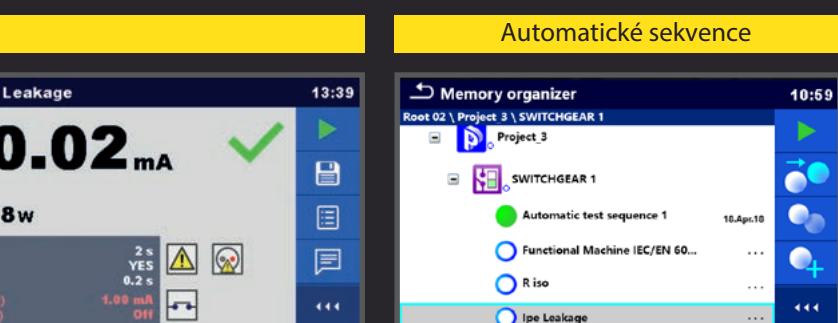 Automatické sekvence
Leakage 13:39
0.02 mA
8w
2 s
YES
0.2 s
1.00 mA
Off
Memory organizer 10:59
Root 02 \ Project 3 \ SWITCHGEAR 1
Project_3
SWITCHGEAR 1
Automatic test sequence 1 18.Apr.18
Functional Machine IEC/EN 60... ...
R iso ...
Ipe Leakage ...